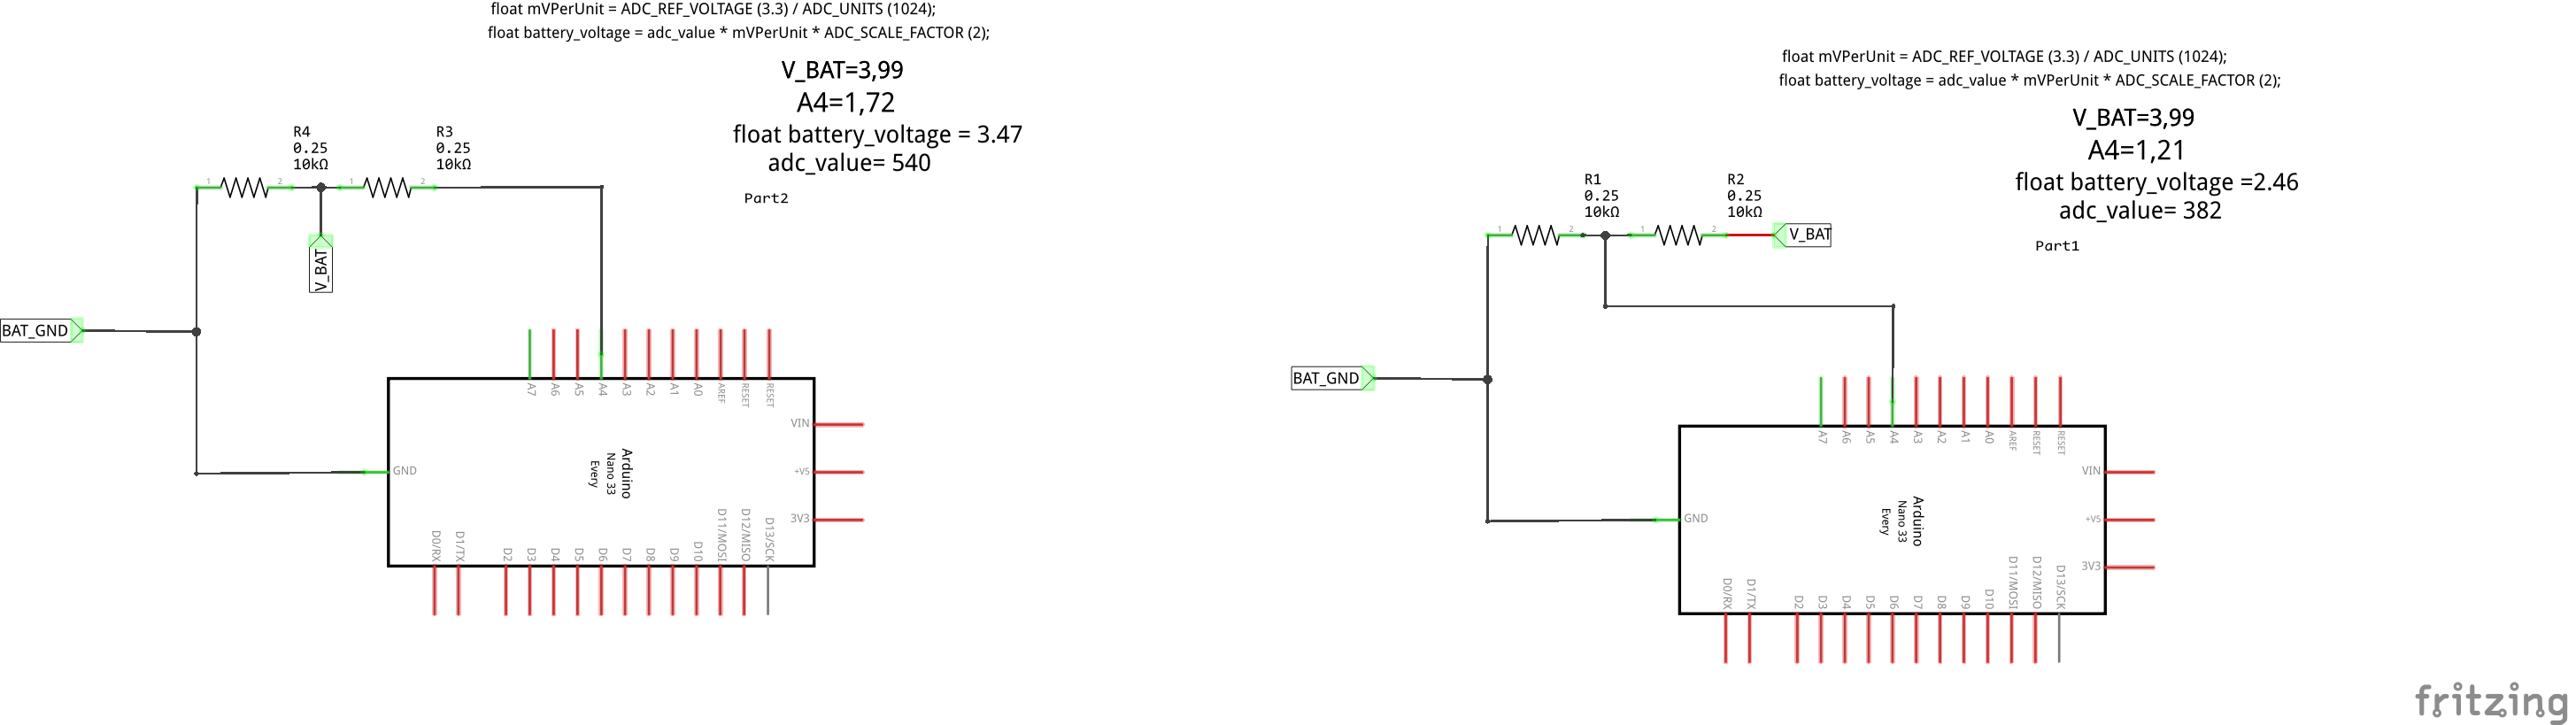 float mVPerUnit = ADC_REF_VOLTAGE (3.3) / ADC_UNITS (1024);
float battery_voltage = adc_value * mVPerUnit * ADC_SCALE_FACTOR (2);
V_BAT=3,99
A4=1,72
float battery_voltage = 3.47
adc_value= 540
Part2
R4
0.25
10kΩ
R3
0.25
10kΩ
1
2
1
2
V_BAT
BAT_GND
A7
A6
A5
A4
A3
A2
A1
A0
AREF
RESET
RESET
VIN
+V5
3V3
GND
Arduino
Nano 33
Every
D0/RX
D1/TX
D2
D3
D4
D5
D6
D7
D8
D9
D10
D11/MOSI
D12/MISO
D13/SCK
float mVPerUnit = ADC_REF_VOLTAGE (3.3) / ADC_UNITS (1024);
float battery_voltage = adc_value * mVPerUnit * ADC_SCALE_FACTOR (2);
V_BAT=3,99
A4=1,21
float battery_voltage =2.46
adc_value= 382
Part1
R1
0.25
10kΩ
R2
0.25
10kΩ
1
2
1
2
V_BAT
BAT_GND
A7
A6
A5
A4
A3
A2
A1
A0
AREF
RESET
RESET
VIN
+V5
3V3
GND
Arduino
Nano 33
Every
D0/RX
D1/TX
D2
D3
D4
D5
D6
D7
D8
D9
D10
D11/MOSI
D12/MISO
D13/SCK
fritzing